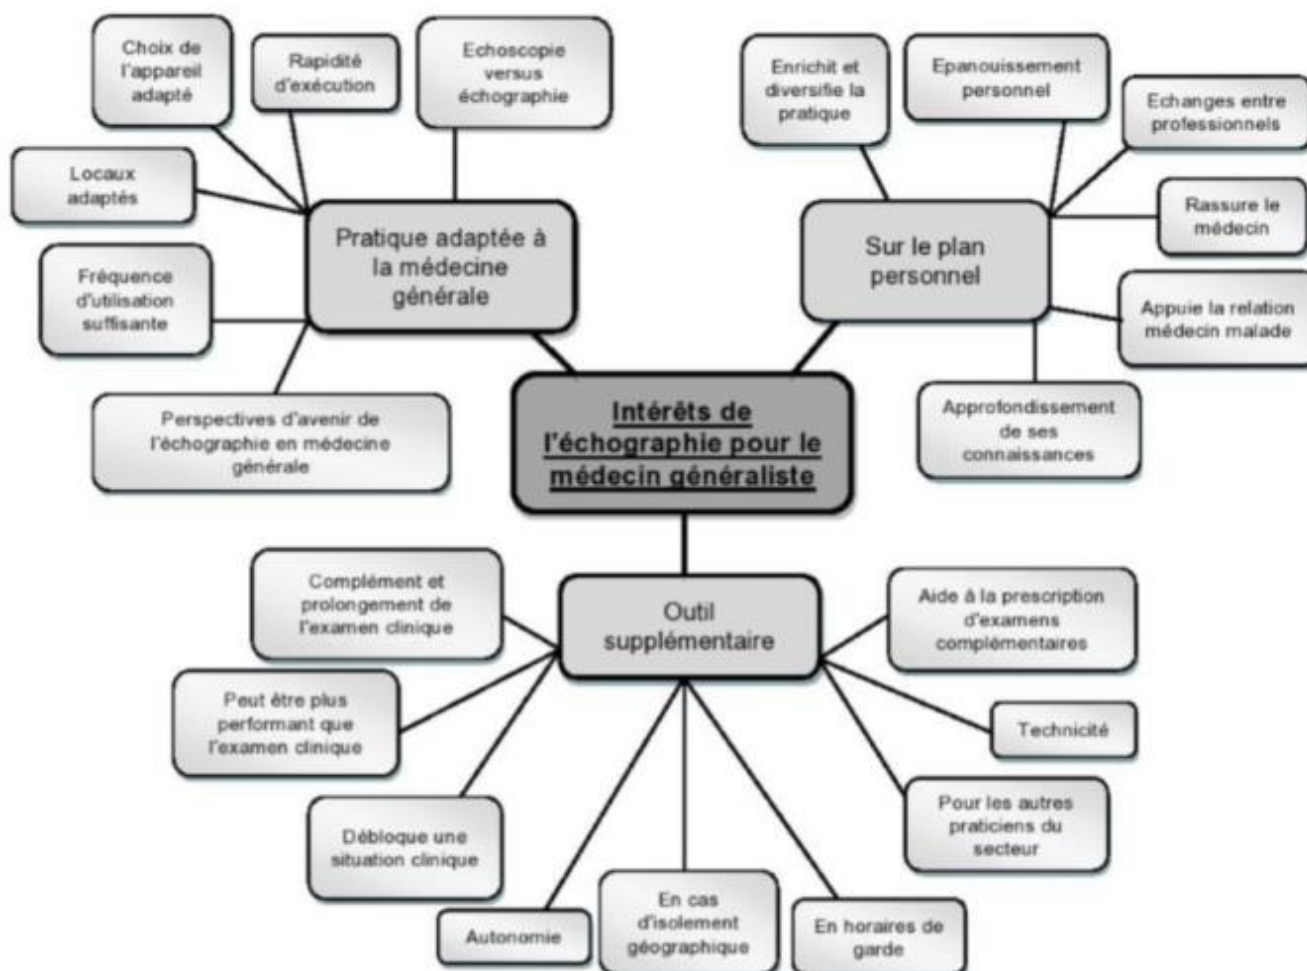 Choix de
l'appareil
adapté
Rapidité
d'exécution
Echoscopie
versus
échographie
Locaux
adaptés
Fréquence
d'utilisation
suffisante
Perspectives d'avenir de
l'échographie en médecine
générale
Pratique adaptée à
la médecine
générale
Enrichit et
diversifie la
pratique
Epanouissement
personnel
Echanges entre
professionnels
Rassure le
médecin
Appuie la relation
médecin malade
Approfondissement
de ses
connaissances
Sur le plan
personnel
Intérêts de
l'échographie pour le
médecin généraliste
Outil
supplémentaire
Complément et
prolongement de
l'examen clinique
Peut être plus
performant que
l'examen clinique
Débloque une
situation clinique
Autonomie
En cas
d'isolement
géographique
En horaires de
garde
Pour les autres
praticiens du
secteur
Technicité
Aide à la prescription
d'examens
complémentaires